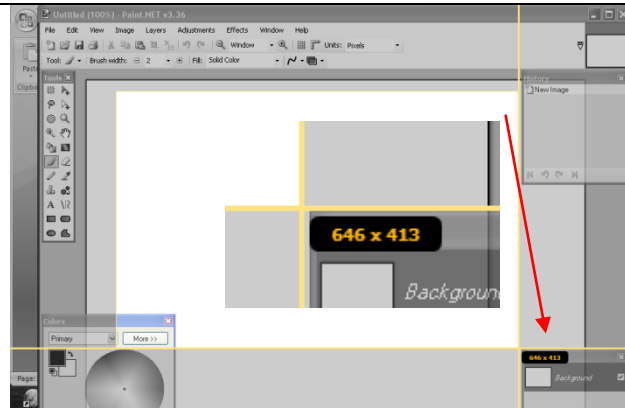 Untitled (100%) - Paint.NET v3.36
File Edit View Image Layers Adjustments Effects Window Help
Window Units: Pixels
Paste
Tool: Brush width: 2 Fill: Solid Color
Clipbo
Tools
History
New Image
646 x 413
Background
Colors
Primary More >>
646 x 413
Background
Page: